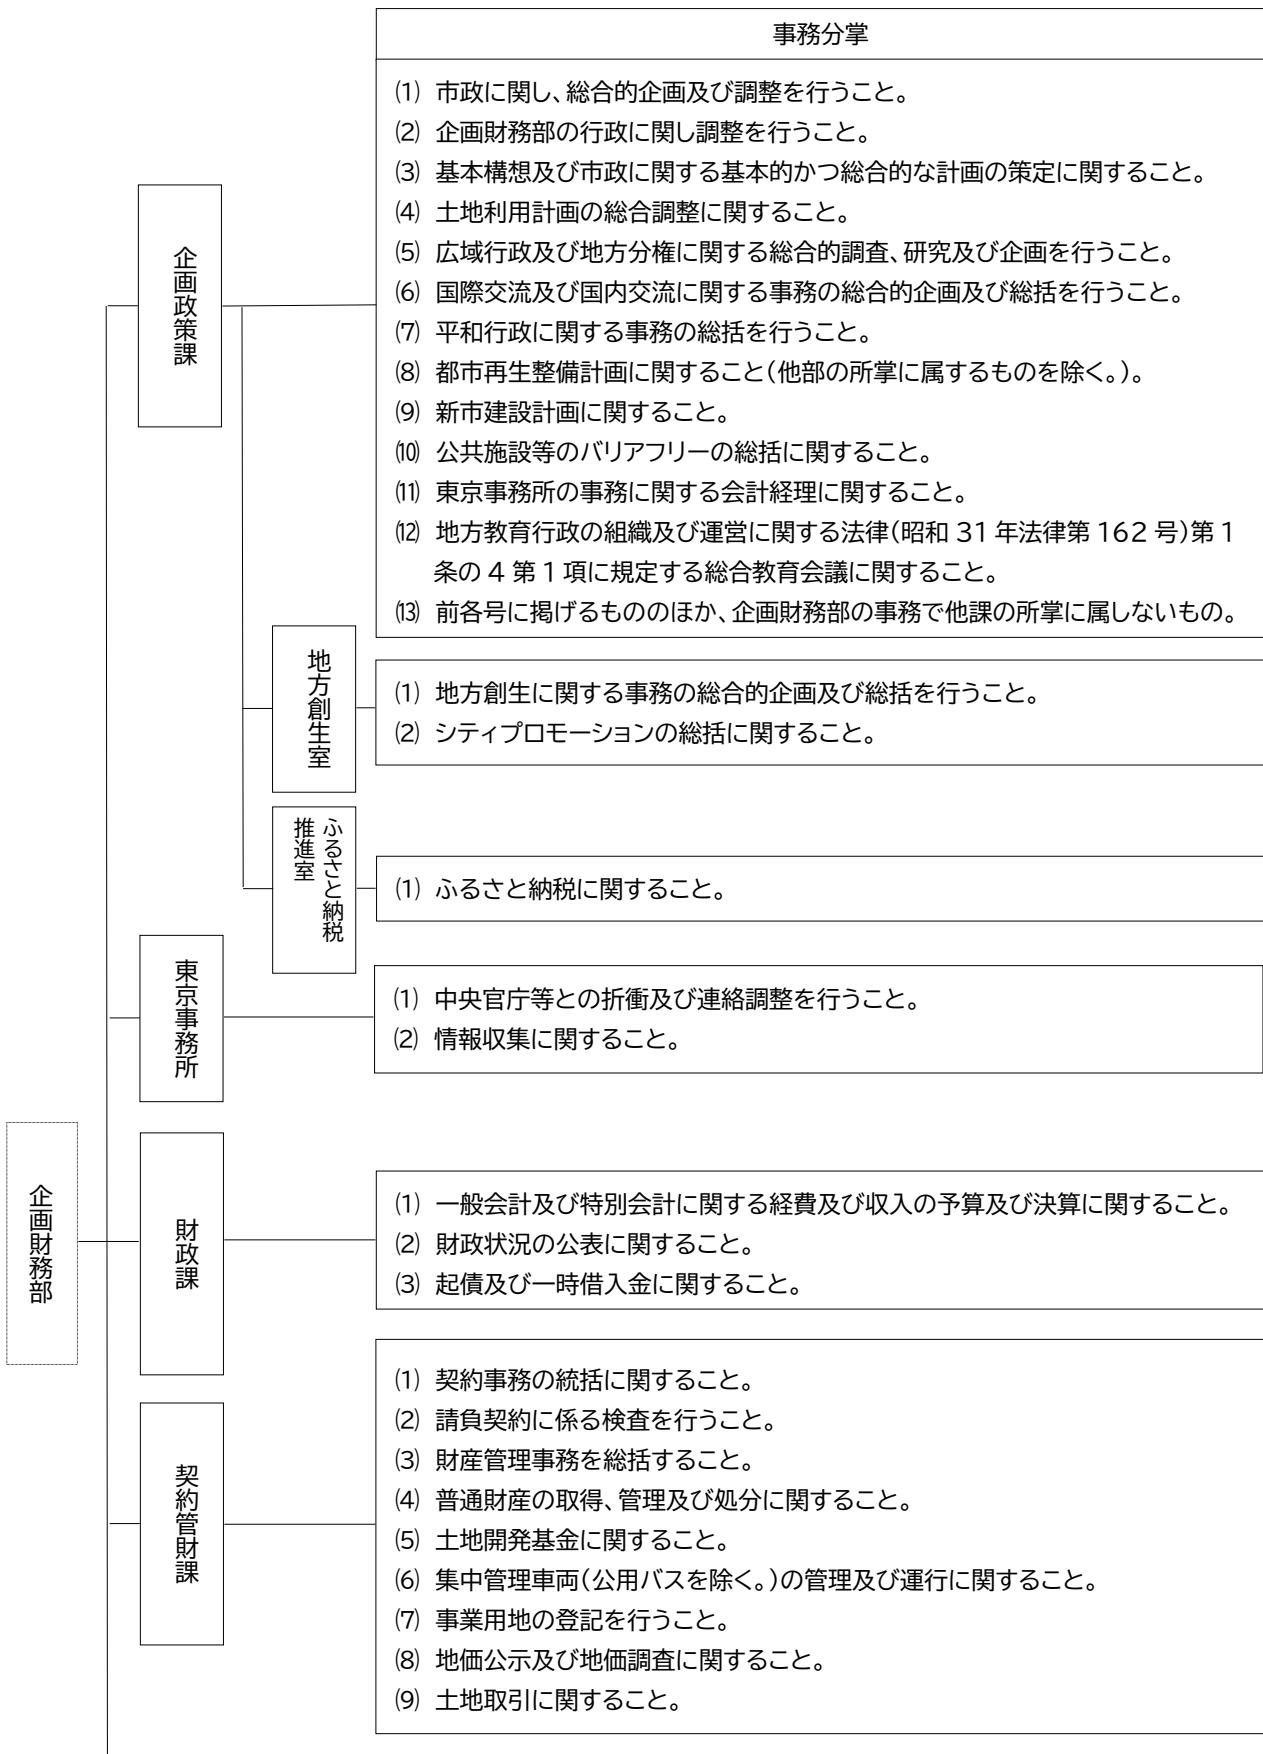 事務分掌
企画財務部
企画政策課
⑴ 市政に関し、総合的企画及び調整を行うこと。
⑵ 企画財務部の行政に関し調整を行うこと。
⑶ 基本構想及び市政に関する基本的かつ総合的な計画の策定に関すること。
⑷ 土地利用計画の総合調整に関すること。
⑸ 広域行政及び地方分権に関する総合的調査、研究及び企画を行うこと。
⑹ 国際交流及び国内交流に関する事務の総合的企画及び総括を行うこと。
⑺ 平和行政に関する事務の総括を行うこと。
⑻ 都市再生整備計画に関すること(他部の所掌に属するものを除く。)。
⑼ 新市建設計画に関すること。
⑽ 公共施設等のバリアフリーの総括に関すること。
⑾ 東京事務所の事務に関する会計経理に関すること。
⑿ 地方教育行政の組織及び運営に関する法律(昭和 31 年法律第 162 号)第 1
条の 4 第 1 項に規定する総合教育会議に関すること。
⒀ 前各号に掲げるもののほか、企画財務部の事務で他課の所掌に属しないもの。
地方創生室
⑴ 地方創生に関する事務の総合的企画及び総括を行うこと。
⑵ シティプロモーションの総括に関すること。
ふるさと納税
推進室
⑴ ふるさと納税に関すること。
東京事務所
⑴ 中央官庁等との折衝及び連絡調整を行うこと。
⑵ 情報収集に関すること。
財政課
⑴ 一般会計及び特別会計に関する経費及び収入の予算及び決算に関すること。
⑵ 財政状況の公表に関すること。
⑶ 起債及び一時借入金に関すること。
契約管財課
⑴ 契約事務の統括に関すること。
⑵ 請負契約に係る検査を行うこと。
⑶ 財産管理事務を総括すること。
⑷ 普通財産の取得、管理及び処分に関すること。
⑸ 土地開発基金に関すること。
⑹ 集中管理車両(公用バスを除く。)の管理及び運行に関すること。
⑺ 事業用地の登記を行うこと。
⑻ 地価公示及び地価調査に関すること。
⑼ 土地取引に関すること。